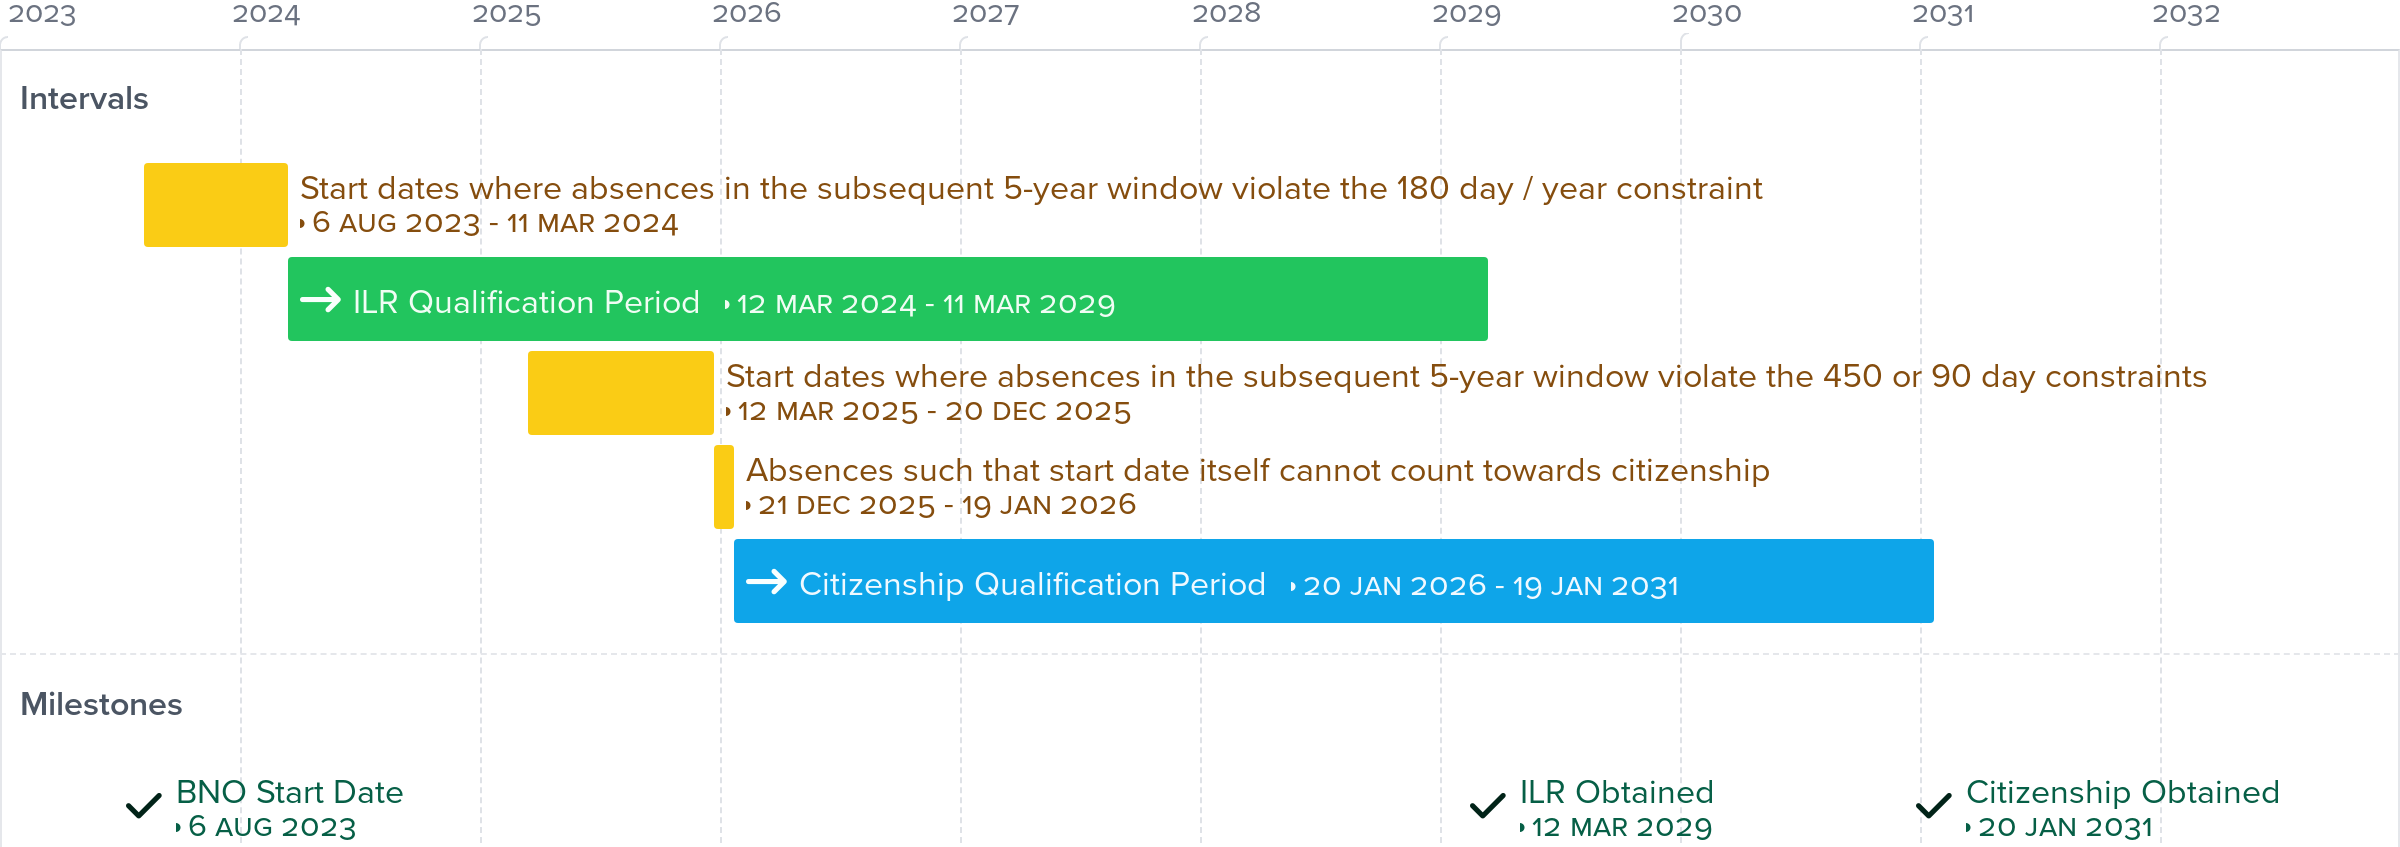 2023 2024 2025 2026 2027 2028 2029 2030 2031 2032
Intervals
Start dates where absences in the subsequent 5-year window violate the 180 day / year constraint
6 AUG 2023 - 11 MAR 2024
ILR Qualification Period 12 MAR 2024 - 11 MAR 2029
Start dates where absences in the subsequent 5-year window violate the 450 or 90 day constraints
12 MAR 2025 - 20 DEC 2025
Absences such that start date itself cannot count towards citizenship
21 DEC 2025 - 19 JAN 2026
Citizenship Qualification Period 20 JAN 2026 - 19 JAN 2031
Milestones
BNO Start Date
6 AUG 2023
ILR Obtained
12 MAR 2029
Citizenship Obtained
20 JAN 2031